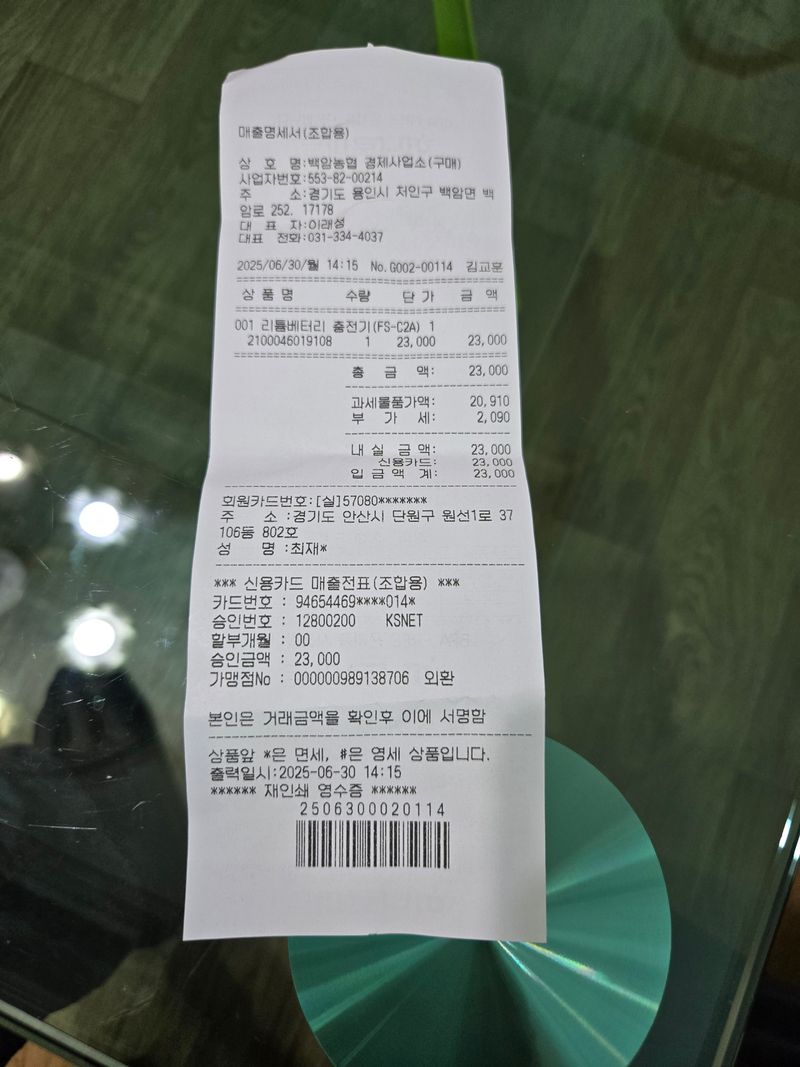 매출명세서(조합용)
상 호 명:백암농협 경제사업소(구매)
사업자번호:553-82-00214
주 소:경기도 용인시 처인구 백암면 백
암로 252. 17178
대 표 자:이래성
대표 전화:031-334-4037
2025/06/30/월 14:15 No.G002-00114 김교훈
상품명 수량 단가 금액
001 리튬베터리 충전기(FS-C2A) 1
2100046019108 1 23,000 23,000
총 금 액: 23,000
과세물품가액: 20,910
부 가 세: 2,090
내실금액: 23,000
신용카드: 23,000
입 금 액 계: 23,000
회원카드번호:[실]57080*******
주 소 :경기도 안산시 단원구 원선1로 37
106동 802호
성 명 :최재*
*** 신용카드 매출전표(조합용) ***
카드번호 : 94654469****014*
승인번호 : 12800200 KSNET
할부개월 : 00
승인금액 : 23,000
가맹점No : 000000989138706 외환
본인은 거래금액을 확인후 이에 서명함
상품앞 *은 면세, #은 영세 상품입니다.
출력일시:2025-06-30 14:15
****** 재인쇄 영수증 ******
2506300020114